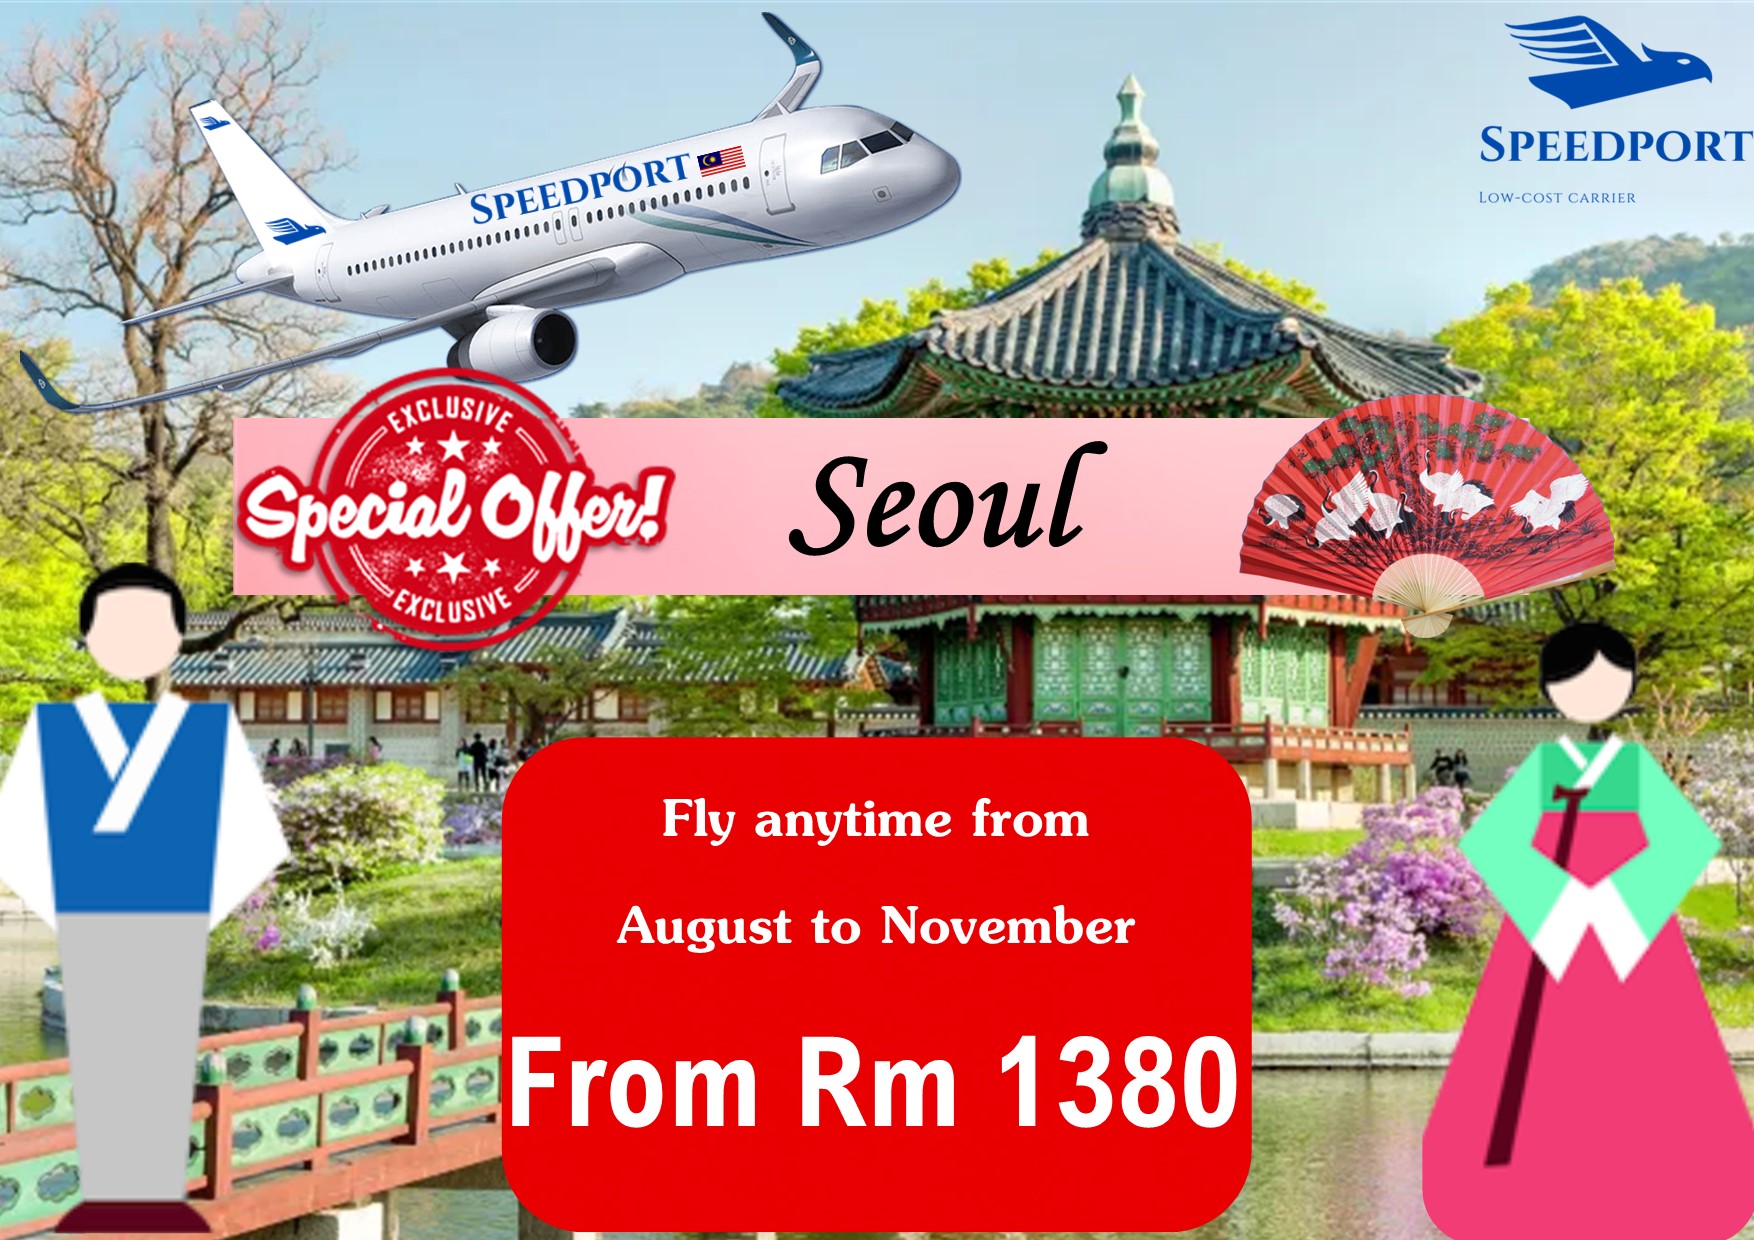 SPEEDPORT
SPEEDPORT
LOW-COST CARRIER
EXCLUSIVE
Special Offer!
EXCLUSIVE
Seoul
Fly anytime from
August to November
From Rm 1380